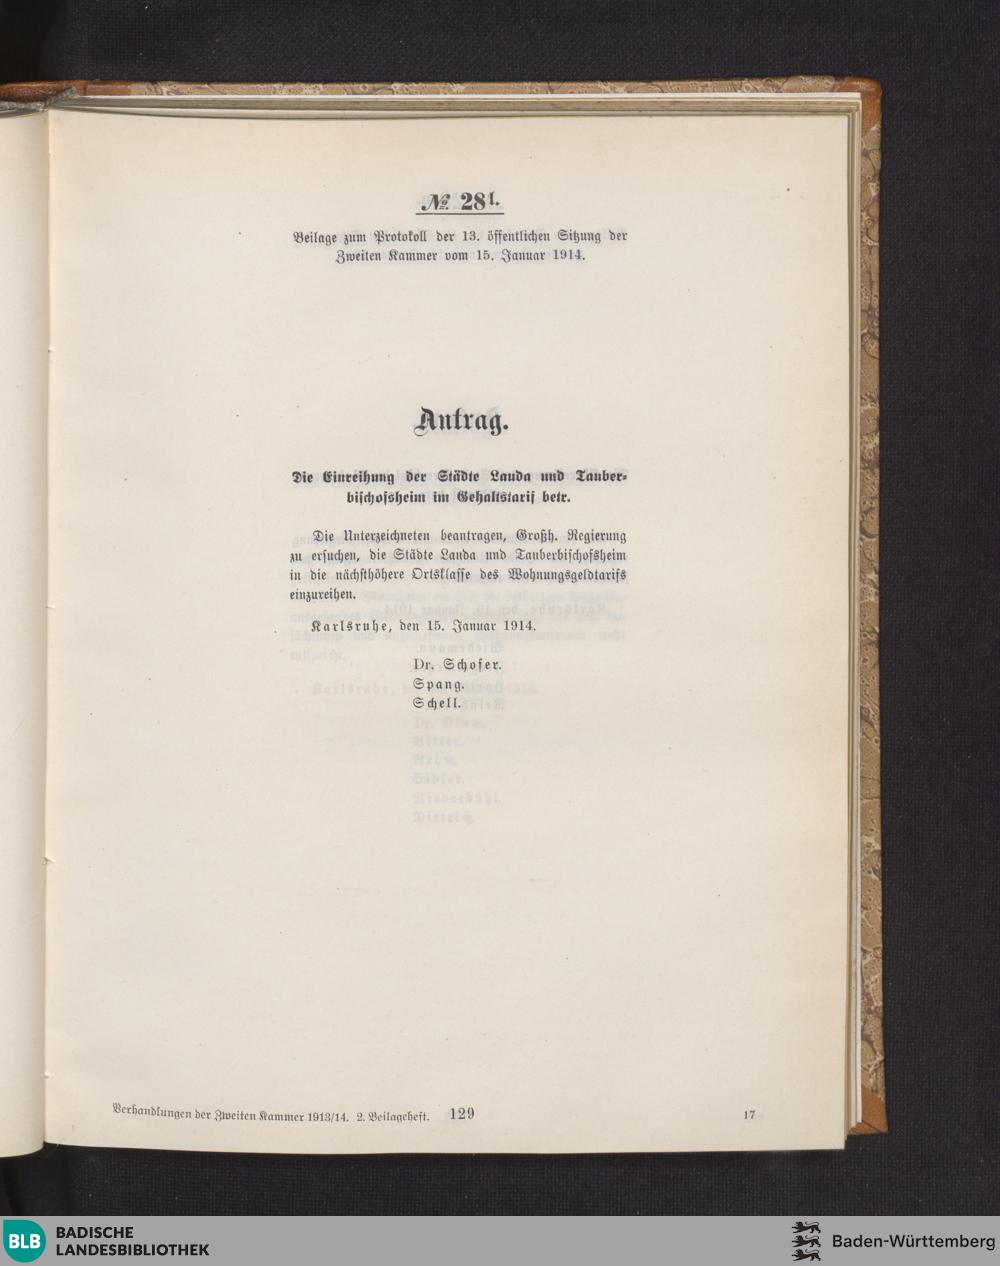 №. 28 l.
Beilage zum Protokoll der 13. öffentlichen Sitzung der
Zweiten Kammer vom 15. Januar 1914.
Antrag.
Die Einreihung der Städte Lauda und Tauber-
bischofsheim im Gehaltstarif betr.
Die Unterzeichneten beantragen, Großh. Regierung
zu ersuchen, die Städte Lauda und Tauberbischofsheim
in die nächsthöhere Ortsklasse des Wohnungsgeldtarifs
einzureihen.
Karlsruhe, den 15. Januar 1914.
Dr. Schofer.
Spang.
Schell.
Verhandlungen der Zweiten Kammer 1913/14. 2. Beilageheft. 129 17
BLB BADISCHE
LANDESBIBLIOTHEK
Baden-Württemberg